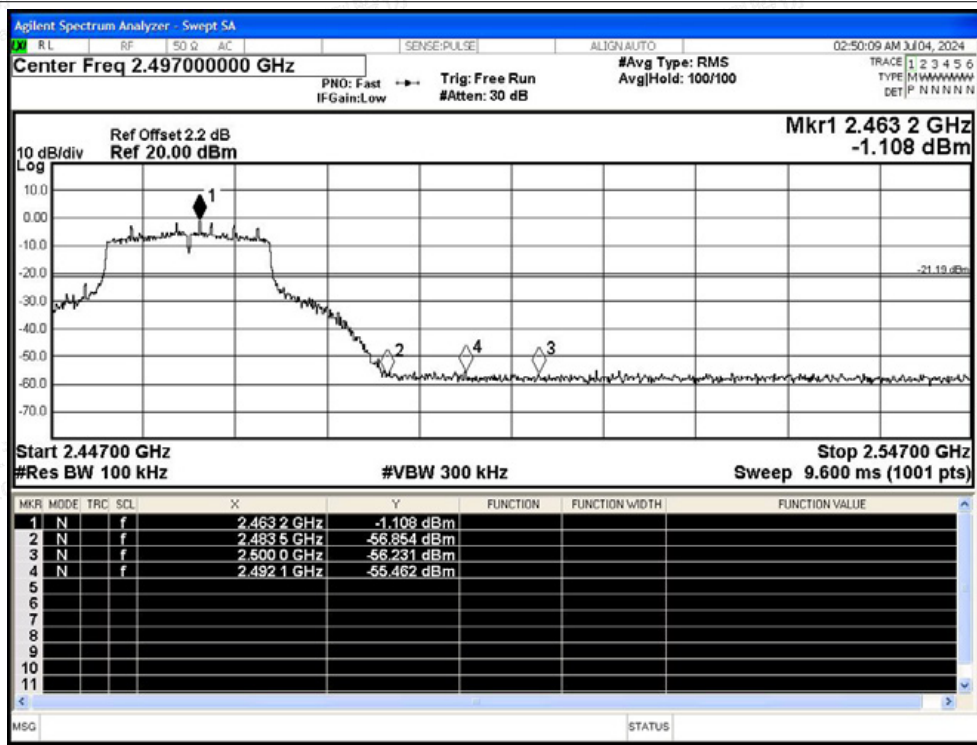 Agilent Spectrum Analyzer - Swept SA
RL RF 50 Ω AC SENSE:PULSE ALIGN AUTO 02:50:09 AM Jul 04, 2024
Center Freq 2.497000000 GHz #Avg Type: RMS TRACE 1 2 3 4 5 6
PNO: Fast Trig: Free Run Avg|Hold: 100/100 TYPE M WWWWW
IFGain:Low #Atten: 30 dB DET P N N N N N
Mkr1 2.463 2 GHz
Ref Offset 2.2 dB
10 dB/div Ref 20.00 dBm -1.108 dBm
Log
10.0
0.00
-10.0
-20.0
-21.19 dBm
-30.0
-40.0
-50.0
-60.0
-70.0
1
2
4
3
Start 2.44700 GHz Stop 2.54700 GHz
#Res BW 100 kHz #VBW 300 kHz Sweep 9.600 ms (1001 pts)
MKR MODE TRC SCL X Y FUNCTION FUNCTION WIDTH FUNCTION VALUE
1 N f 2.463 2 GHz -1.108 dBm
2 N f 2.483 5 GHz -56.854 dBm
3 N f 2.500 0 GHz -56.231 dBm
4 N f 2.492 1 GHz -55.462 dBm
5
6
7
8
9
10
11
MSG STATUS